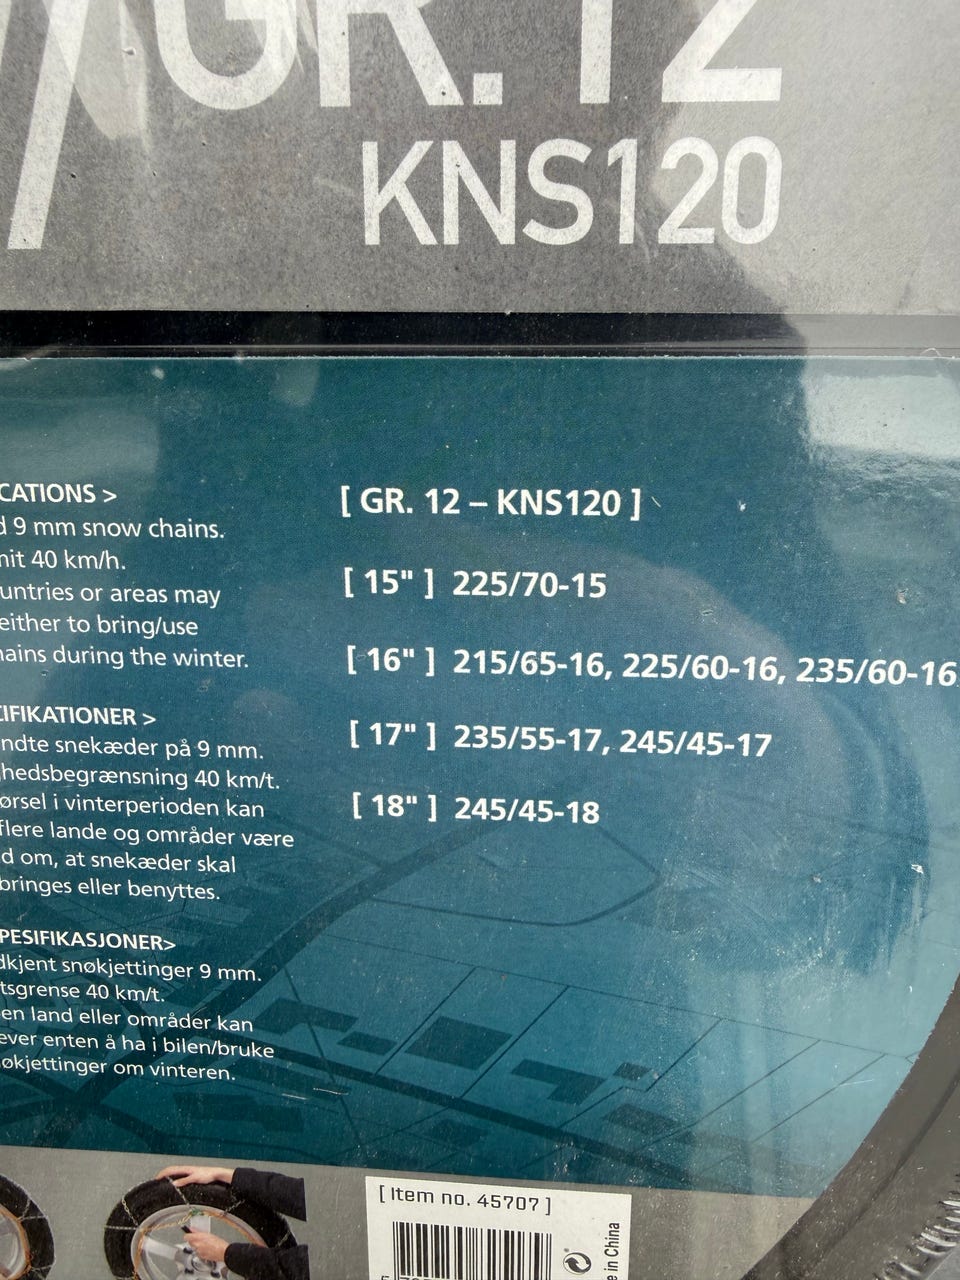 GR. 12
KNS120
CATIONS >
9 mm snow chains.
40 km/h.
or areas may
either to bring/use
during the winter.
[ GR. 12 – KNS120 ]
[ 15" ] 225/70-15
[ 16" ] 215/65-16, 225/60-16, 235/60-16
[ 17" ] 235/55-17, 245/45-17
[ 18" ] 245/45-18
IFIKATIONER >
ndte snekæder på 9 mm.
hedsbegrænsning 40 km/t.
ørsel i vinterperioden kan
flere lande og områder være
d om, at snekæder skal
bringes eller benyttes.
PESIFIKASJONER>
dkjent snøkjettinger 9 mm.
tsgrense 40 km/t.
en land eller områder kan
ever enten å ha i bilen/bruke
økjettinger om vinteren.
[ Item no. 45707 ]
in China